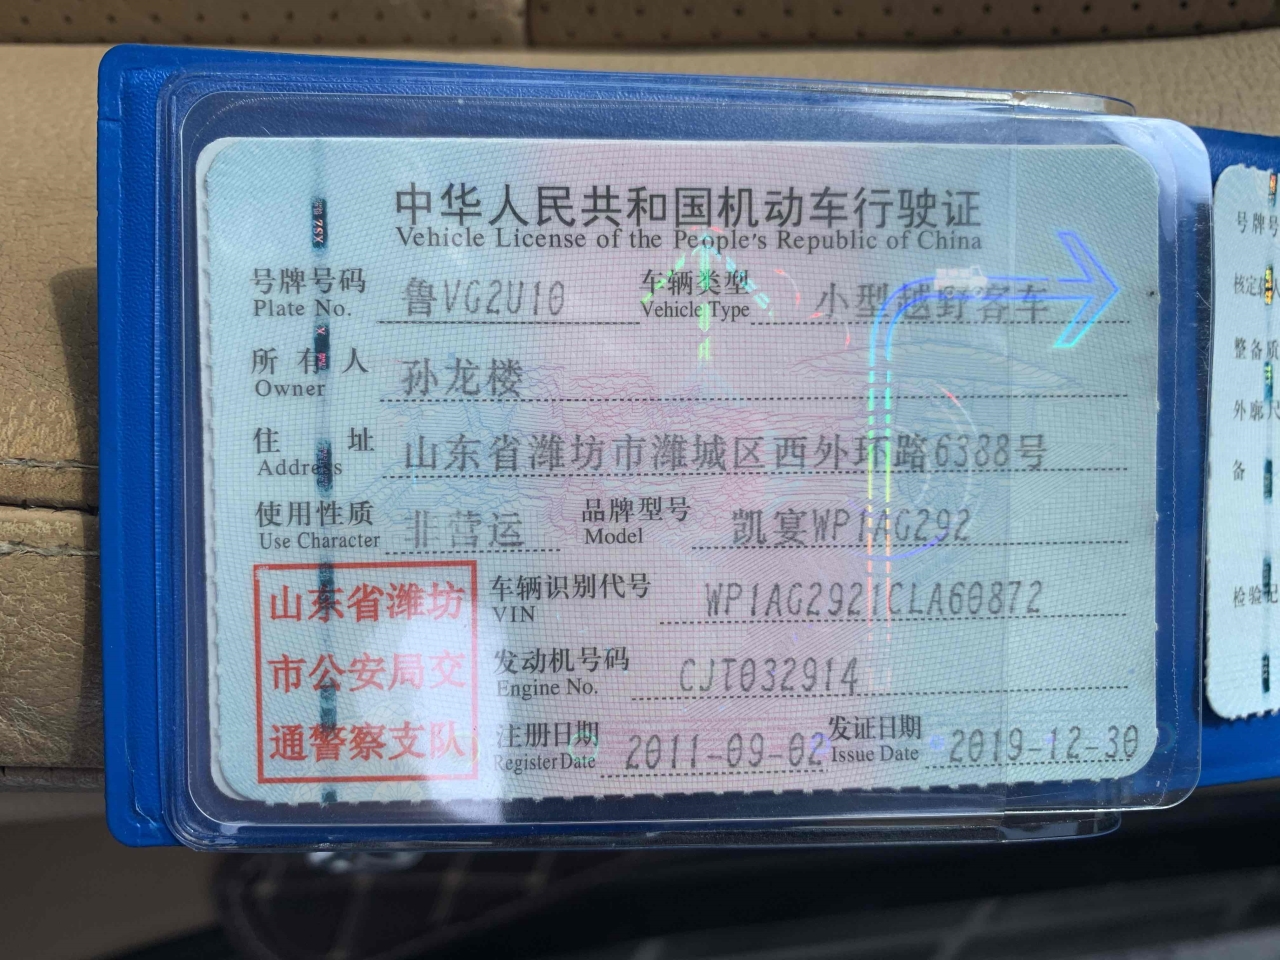 中华人民共和国机动车行驶证
Vehicle License of the People's Republic of China
号牌号码 鲁VG2U10 车辆类型 小型越野客车
Plate No. Vehicle Type
所有人 孙龙楼
Owner
住址 山东省潍坊市潍城区西外环路6388号
Address
使用性质 非营运 品牌型号 凯宴WP1AG292
Use Character Model
山东省潍坊
市公安局交
通警察支队
车辆识别代号 WP1AG2921CLA60872
VIN
发动机号码 CJT032914
Engine No.
注册日期 2011-09-02 发证日期 2019-12-30
Register Date Issue Date
号牌号
核定
整备质
外廓
备
检验记